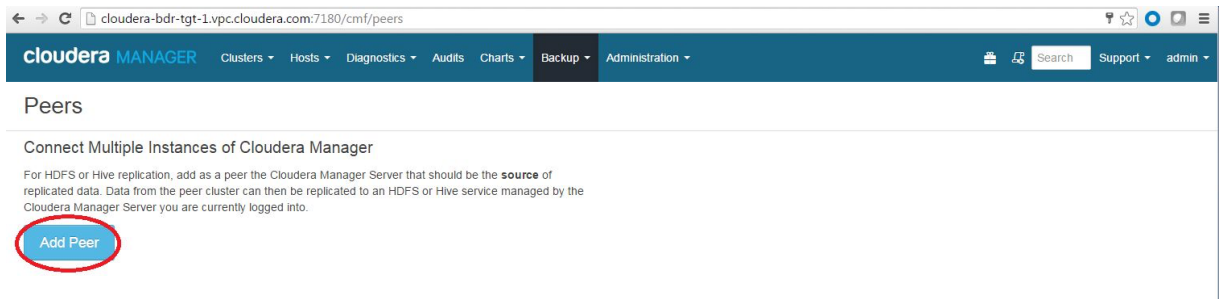 cloudera-bdr-tgt-1.vpc.cloudera.com:7180/cmf/peers
cloudera MANAGER Clusters Hosts Diagnostics Audits Charts Backup Administration Search Support admin
Peers
Connect Multiple Instances of Cloudera Manager
For HDFS or Hive replication, add as a peer the Cloudera Manager Server that should be the source of
replicated data. Data from the peer cluster can then be replicated to an HDFS or Hive service managed by the
Cloudera Manager Server you are currently logged into.
Add Peer